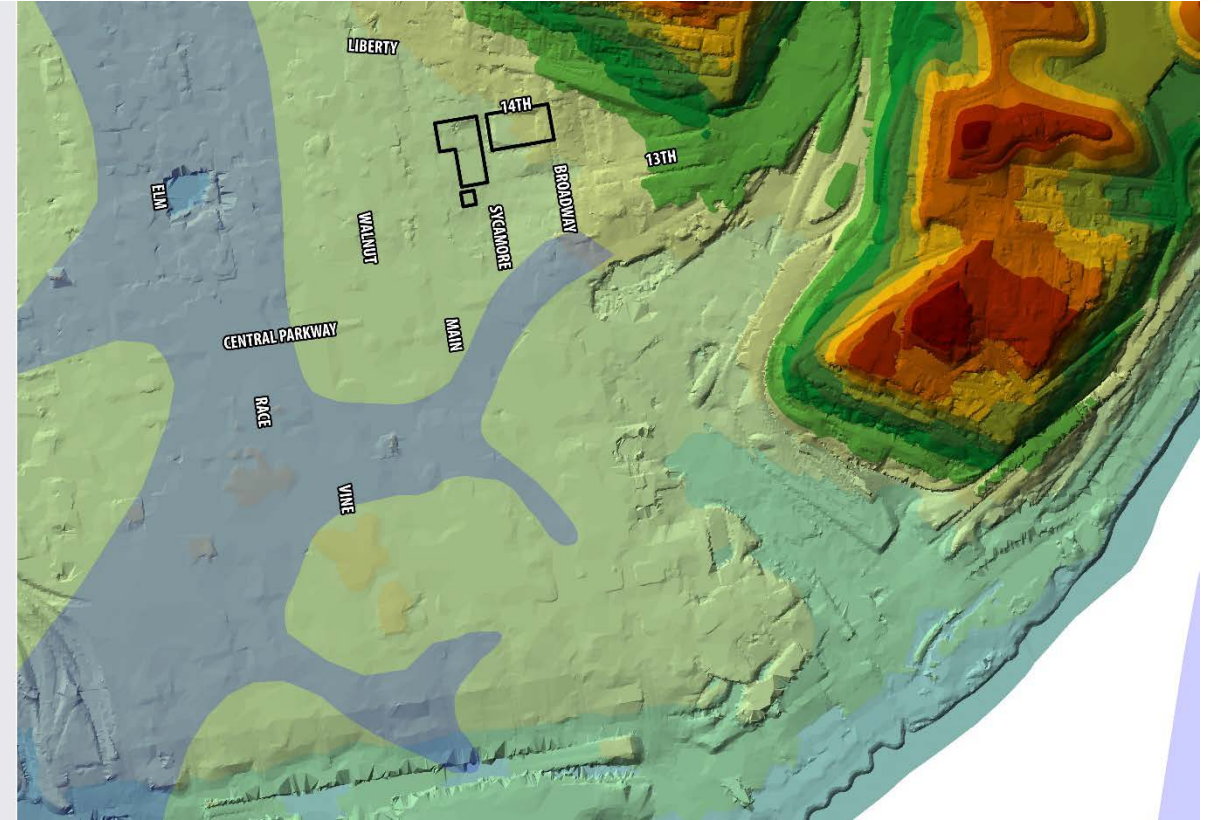 LIBERTY
14TH
13TH
ELM
BROADWAY
WALNUT
SYCAMORE
CENTRAL PARKWAY
MAIN
RACE
VINE